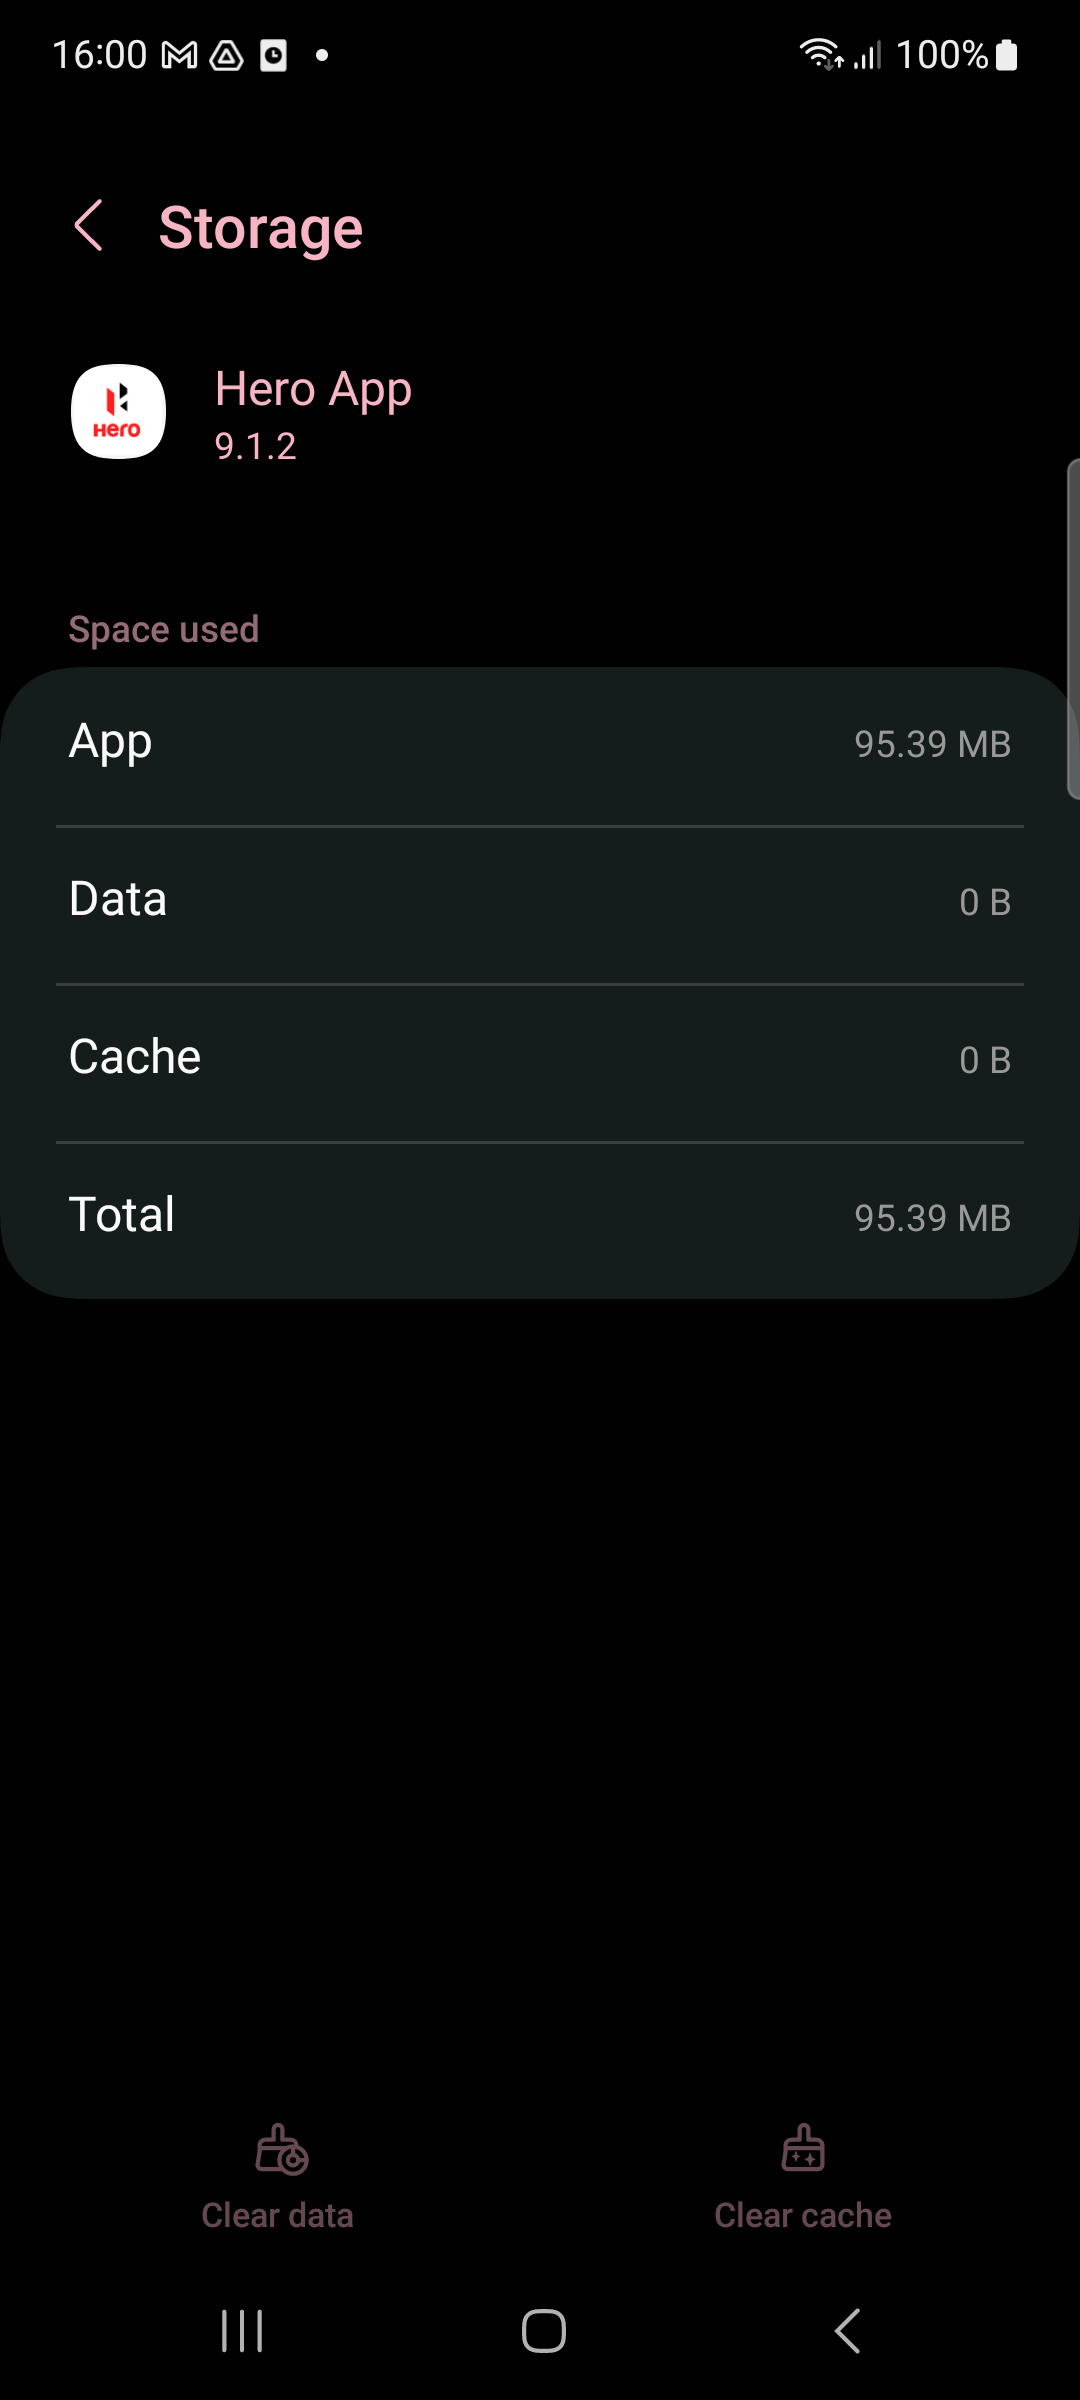 16:00
100%
Storage
HERO
Hero App
9.1.2
Space used
App 95.39 MB
Data 0 B
Cache 0 B
Total 95.39 MB
Clear data
Clear cache